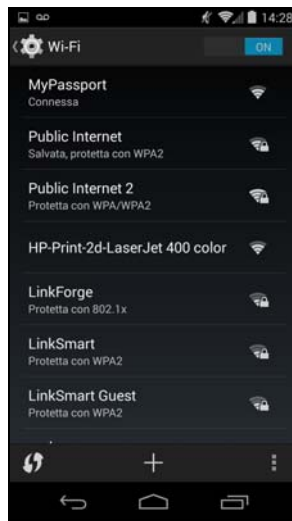 14:28
Wi-Fi
ON
MyPassport
Connessa
Public Internet
Salvata, protetta con WPA2
Public Internet 2
Protetta con WPA/WPA2
HP-Print-2d-LaserJet 400 color
LinkForge
Protetta con 802.1x
LinkSmart
Protetta con WPA2
LinkSmart Guest
Protetta con WPA2